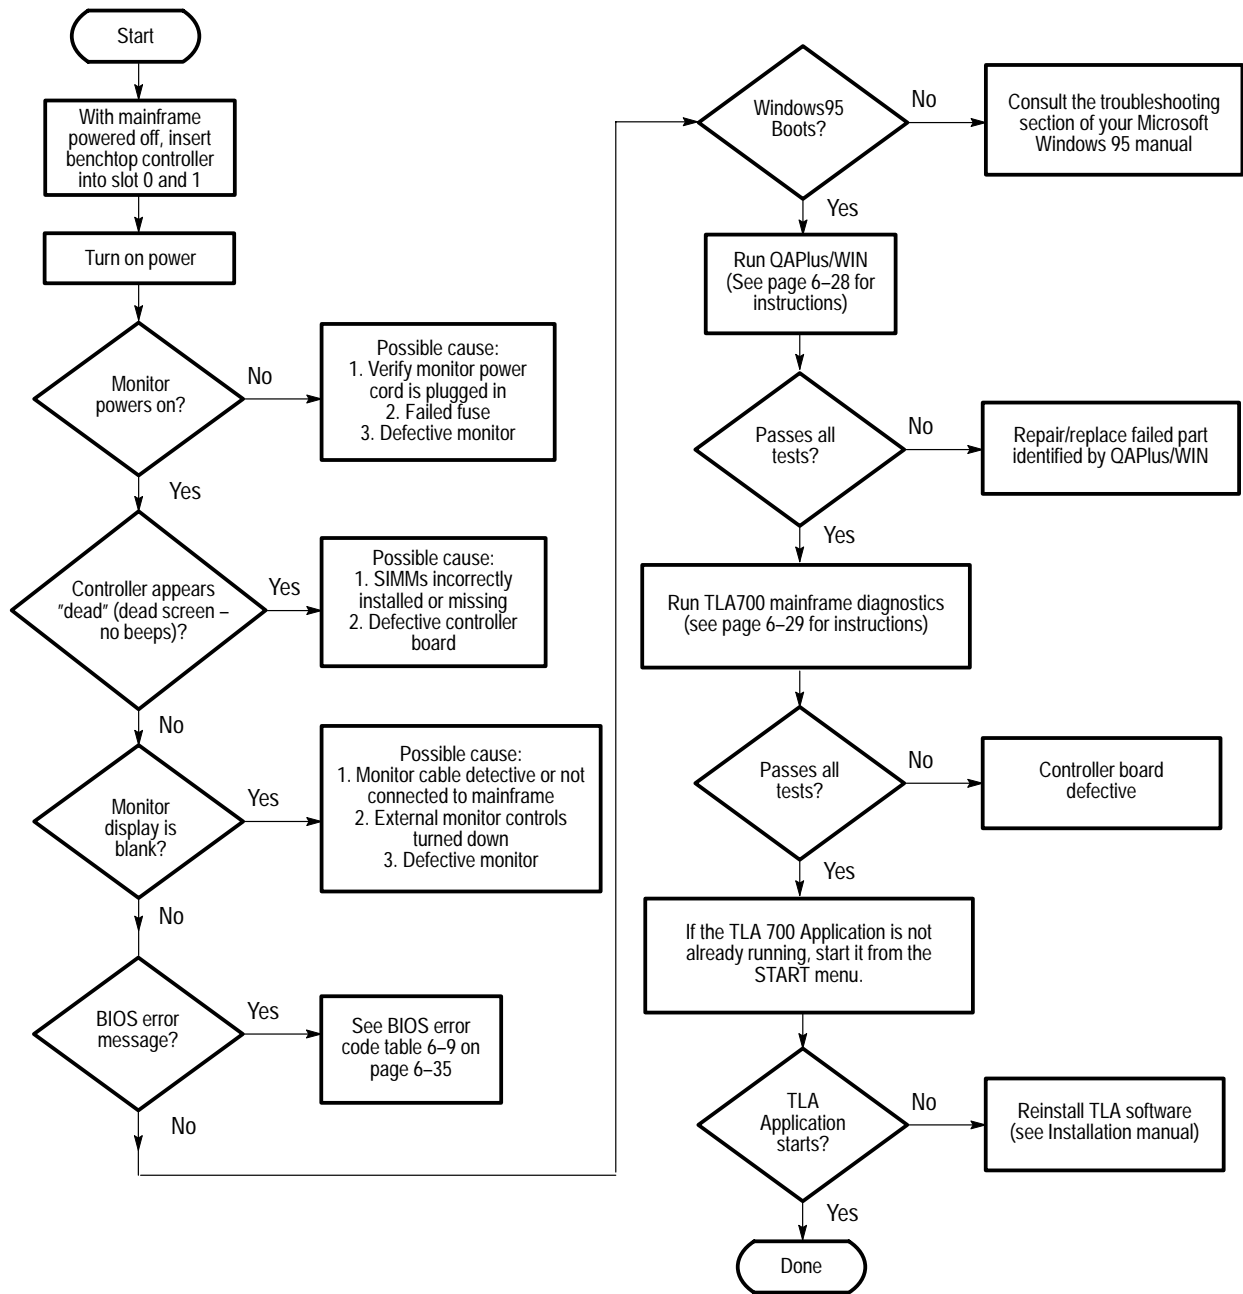 Start
With mainframe
powered off, insert
benchtop controller
into slot 0 and 1
Turn on power
Monitor
powers on?
No
Possible cause:
1. Verify monitor power
cord is plugged in
2. Failed fuse
3. Defective monitor
Yes
Controller appears
"dead" (dead screen –
no beeps)?
Yes
Possible cause:
1. SIMMs incorrectly
installed or missing
2. Defective controller
board
No
Monitor
display is
blank?
Yes
Possible cause:
1. Monitor cable detective or not
connected to mainframe
2. External monitor controls
turned down
3. Defective monitor
No
BIOS error
message?
Yes
See BIOS error
code table 6–9 on
page 6–35
No
Windows95
Boots?
No
Consult the troubleshooting
section of your Microsoft
Windows 95 manual
Yes
Run QAPlus/WIN
(See page 6–28 for
instructions)
Passes all
tests?
No
Repair/replace failed part
identified by QAPlus/WIN
Yes
Run TLA700 mainframe diagnostics
(see page 6–29 for instructions)
Passes all
tests?
No
Controller board
defective
Yes
If the TLA 700 Application is not
already running, start it from the
START menu.
TLA
Application
starts?
No
Reinstall TLA software
(see Installation manual)
Yes
Done